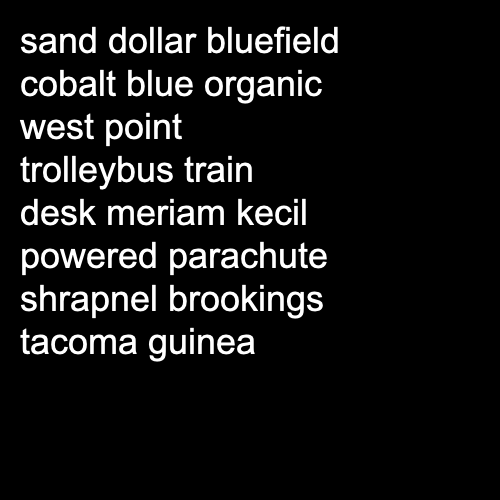 sand dollar bluefield
cobalt blue organic
west point
trolleybus train
desk meriam kecil
powered parachute
shrapnel brookings
tacoma guinea